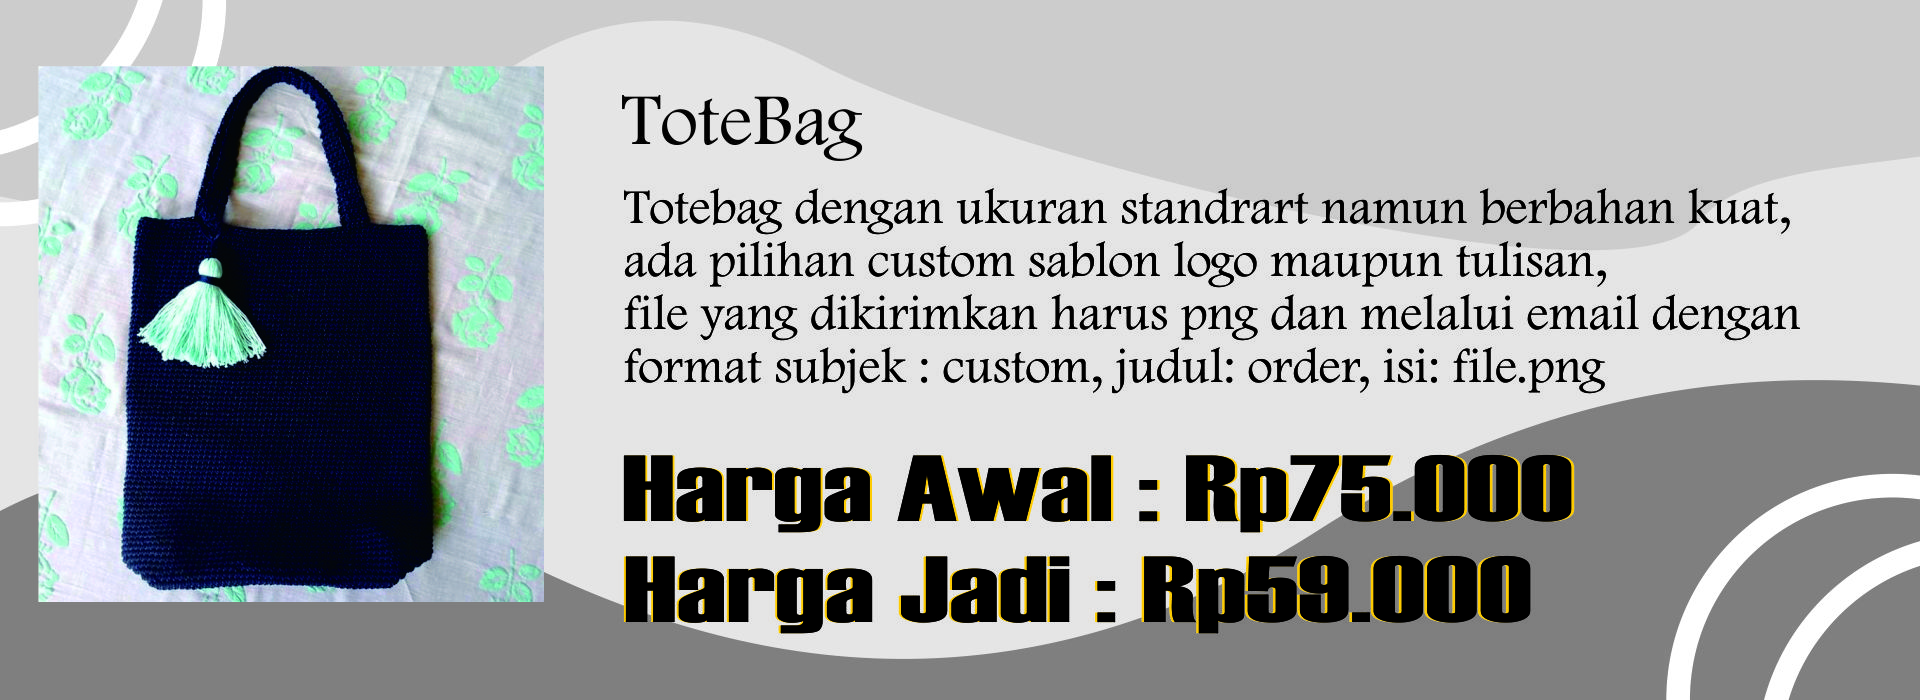 ToteBag
Totebag dengan ukuran standrart namun berbahan kuat,
ada pilihan custom sablon logo maupun tulisan,
file yang dikirimkan harus png dan melalui email dengan
format subjek : custom, judul: order, isi: file.png
Harga Awal : Rp75.000
Harga Jadi : Rp59.000